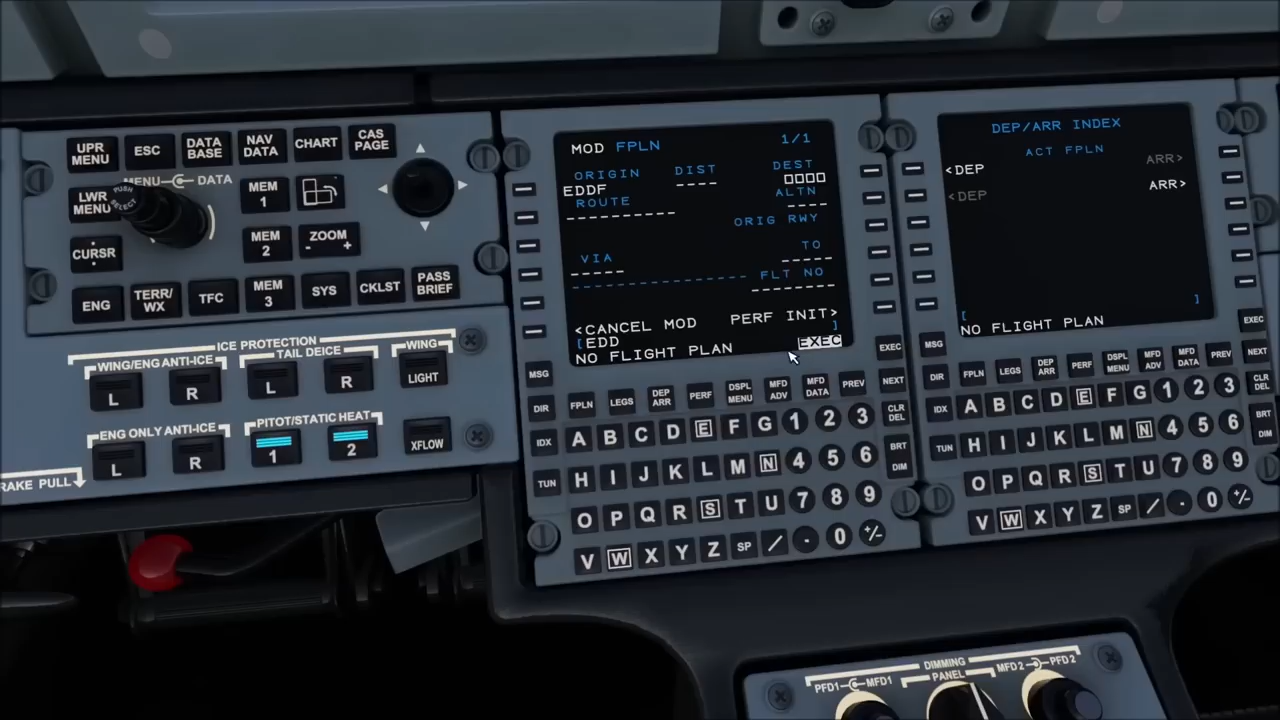 UPR MENU
ESC
DATA BASE
NAV DATA
CHART
CAS PAGE
MENU DATA
PUSH SELECT
LWR MENU
MEM 1
CURSR
MEM 2
ZOOM
- +
ENG
TERR/ WX
TFC
MEM 3
SYS
CKLST
PASS BRIEF
ICE PROTECTION
WING/ENG ANTI-ICE
TAIL DEICE
WING
L
R
L
R
LIGHT
ENG ONLY ANTI-ICE
PITOT/STATIC HEAT
L
R
1
2
XFLOW
RAKE PULL
MOD FPLN 1/1
ORIGIN DIST DEST
EDDF ---- □□□□
ROUTE ALTN
---------- ----
ORIG RWY
VIA TO
----- -----
---------------- FLT NO
--------
<CANCEL MOD PERF INIT>
[EDD ]
NO FLIGHT PLAN EXEC
MSG
EXEC
DIR
FPLN
LEGS
DEP ARR
PERF
DSPL MENU
MFD ADV
MFD DATA
PREV
NEXT
IDX
A B C D E F G 1 2 3
CLR DEL
TUN
H I J K L M N 4 5 6
BRT
DIM
O P Q R S T U 7 8 9
V W X Y Z SP / . 0 +/-
DEP/ARR INDEX
ACT FPLN
<DEP ARR>
<DEP ARR>
[ ]
NO FLIGHT PLAN
MSG
EXEC
DIR
FPLN
LEGS
DEP ARR
PERF
DSPL MENU
MFD ADV
MFD DATA
PREV
NEXT
IDX
A B C D E F G 1 2 3
CLR DEL
TUN
H I J K L M N 4 5 6
BRT
DIM
O P Q R S T U 7 8 9
V W X Y Z SP / . 0 +/-
DIMMING
PFD1 MFD1
PANEL
MFD2 PFD2